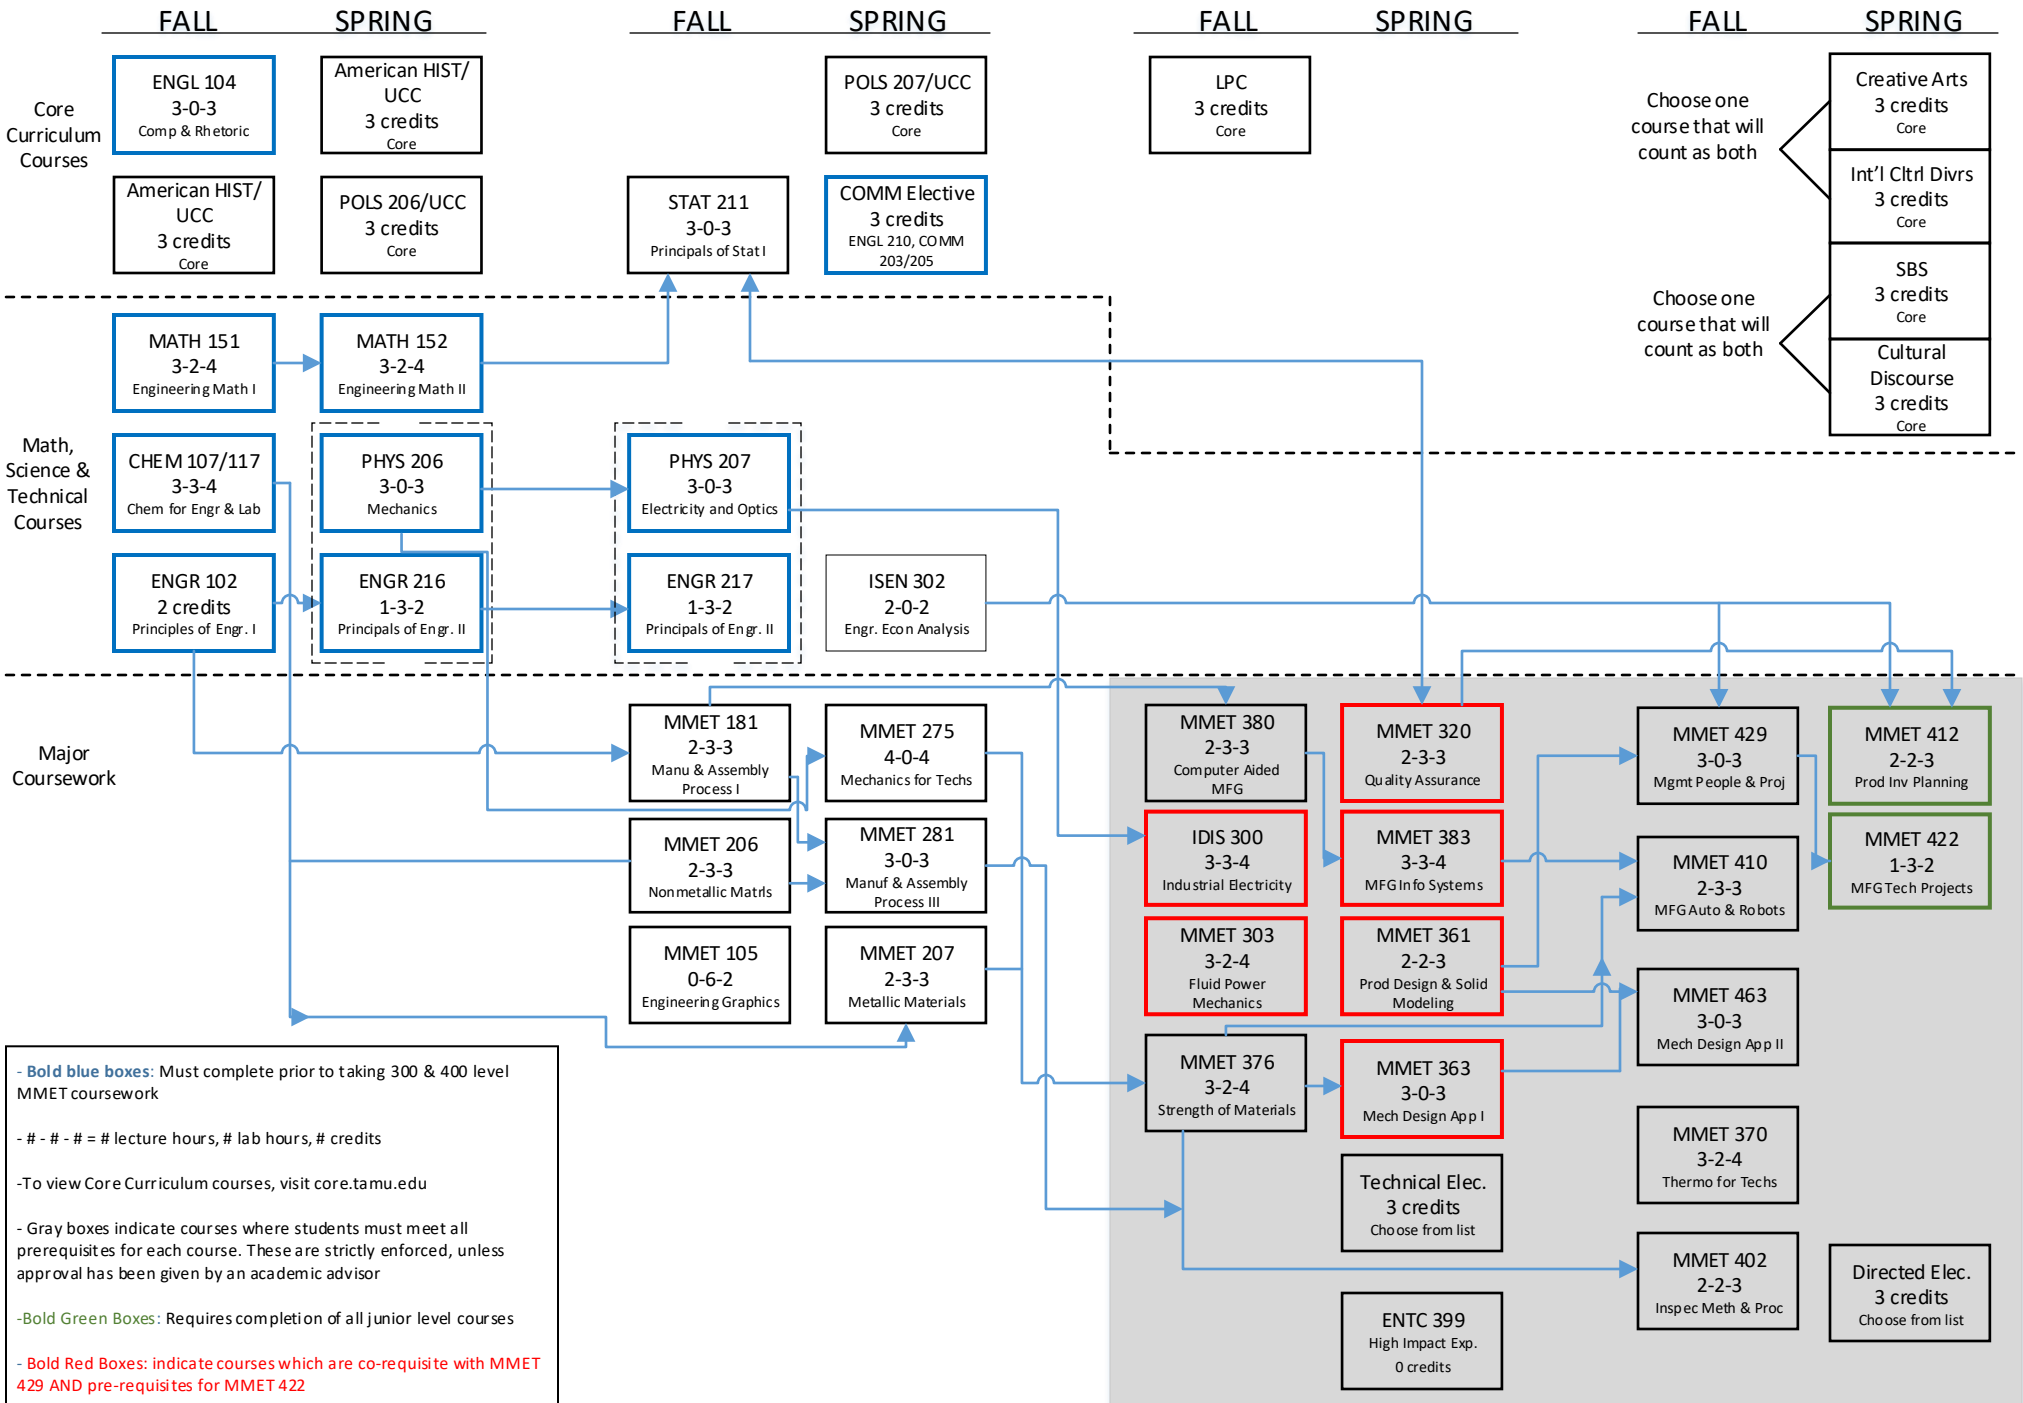 FALL
SPRING
FALL
SPRING
FALL
SPRING
FALL
SPRING
Core
Curriculum
Courses
ENGL 104
3-0-3
Comp & Rhetoric
American HIST/
UCC
3 credits
Core
POLS 207/UCC
3 credits
Core
LPC
3 credits
Core
Choose one
course that will
count as both
Creative Arts
3 credits
Core
Int'l Cltrl Divrs
3 credits
Core
American HIST/
UCC
3 credits
Core
POLS 206/UCC
3 credits
Core
STAT 211
3-0-3
Principals of Stat I
COMM Elective
3 credits
ENGL 210, COMM
203/205
Choose one
course that will
count as both
SBS
3 credits
Core
Cultural
Discourse
3 credits
Core
Math,
Science &
Technical
Courses
MATH 151
3-2-4
Engineering Math I
MATH 152
3-2-4
Engineering Math II
CHEM 107/117
3-3-4
Chem for Engr & Lab
PHYS 206
3-0-3
Mechanics
PHYS 207
3-0-3
Electricity and Optics
ENGR 102
2 credits
Principles of Engr. I
ENGR 216
1-3-2
Principals of Engr. II
ENGR 217
1-3-2
Principals of Engr. II
ISEN 302
2-0-2
Engr. Econ Analysis
Major
Coursework
MMET 181
2-3-3
Manu & Assembly
Process I
MMET 275
4-0-4
Mechanics for Techs
MMET 380
2-3-3
Computer Aided
MFG
MMET 320
2-3-3
Quality Assurance
MMET 429
3-0-3
Mgmt People & Proj
MMET 412
2-2-3
Prod Inv Planning
MMET 206
2-3-3
Nonmetallic Matrls
MMET 281
3-0-3
Manuf & Assembly
Process III
IDIS 300
3-3-4
Industrial Electricity
MMET 383
3-3-4
MFG Info Systems
MMET 410
2-3-3
MFG Auto & Robots
MMET 422
1-3-2
MFG Tech Projects
MMET 105
0-6-2
Engineering Graphics
MMET 207
2-3-3
Metallic Materials
MMET 303
3-2-4
Fluid Power
Mechanics
MMET 361
2-2-3
Prod Design & Solid
Modeling
MMET 463
3-0-3
Mech Design App II
MMET 376
3-2-4
Strength of Materials
MMET 363
3-0-3
Mech Design App I
MMET 370
3-2-4
Thermo for Techs
Technical Elec.
3 credits
Choose from list
MMET 402
2-2-3
Inspec Meth & Proc
Directed Elec.
3 credits
Choose from list
ENTC 399
High Impact Exp.
0 credits
- Bold blue boxes: Must complete prior to taking 300 & 400 level
MMET coursework
- # - # - # = # lecture hours, # lab hours, # credits
-To view Core Curriculum courses, visit core.tamu.edu
- Gray boxes indicate courses where students must meet all
prerequisites for each course. These are strictly enforced, unless
approval has been given by an academic advisor
-Bold Green Boxes: Requires completion of all junior level courses
- Bold Red Boxes: indicate courses which are co-requisite with MMET
429 AND pre-requisites for MMET 422